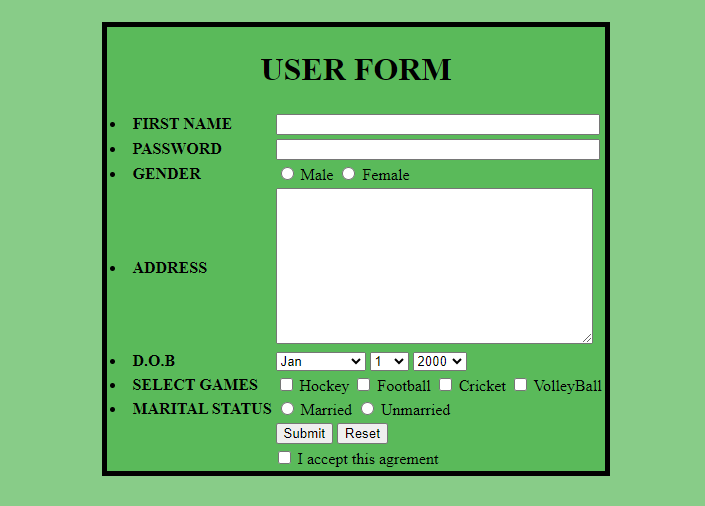 USER FORM
FIRST NAME
PASSWORD
GENDER Male Female
ADDRESS
D.O.B Jan 1 2000
SELECT GAMES Hockey Football Cricket VolleyBall
MARITAL STATUS Married Unmarried
Submit Reset
I accept this agrement